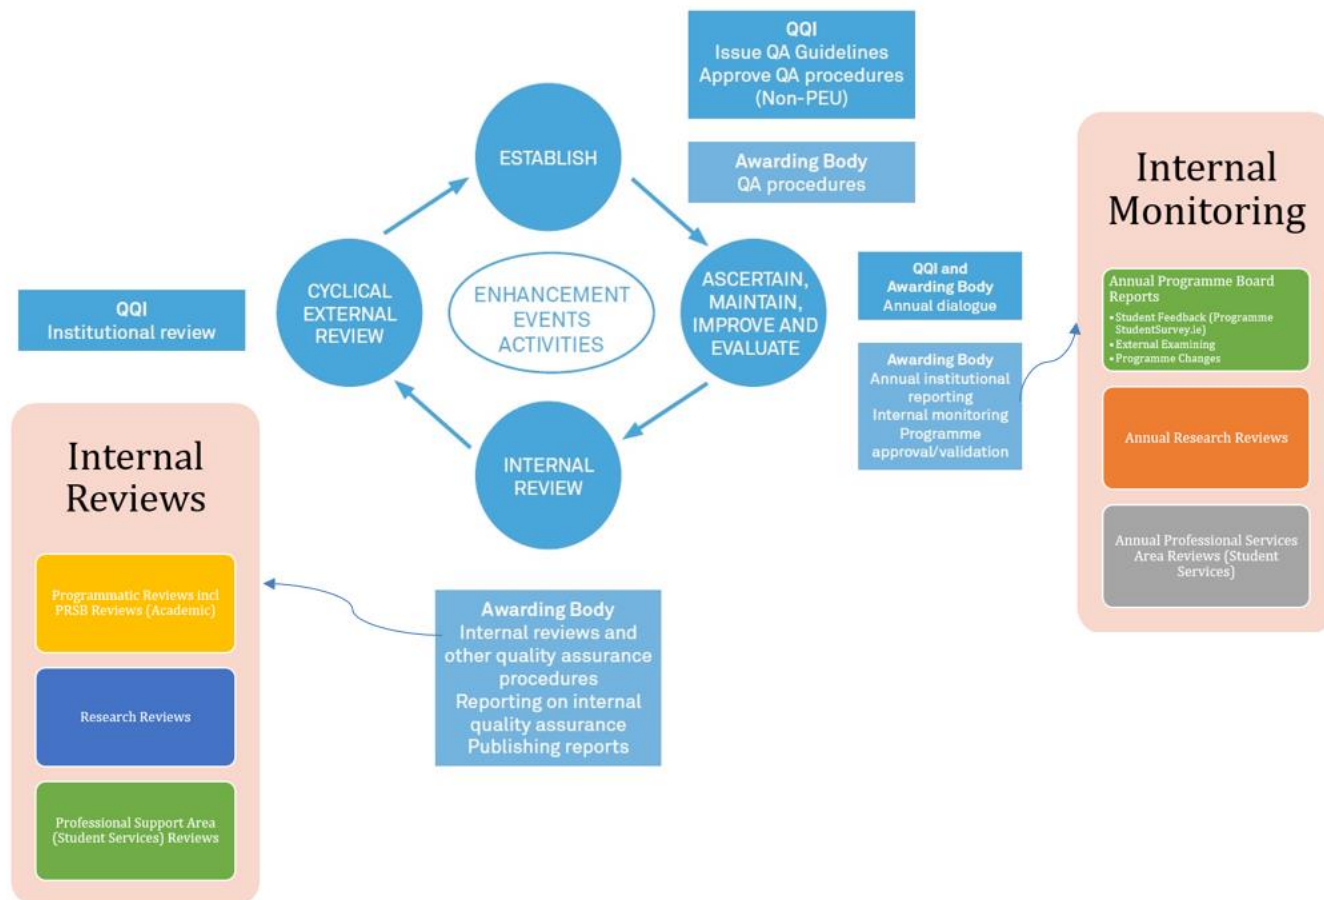 QQI
Issue QA Guidelines
Approve QA procedures
(Non-PEU)
ESTABLISH
Awarding Body
QA procedures
QQI
Institutional review
CYCLICAL
EXTERNAL
REVIEW
ENHANCEMENT
EVENTS
ACTIVITIES
ASCERTAIN,
MAINTAIN,
IMPROVE AND
EVALUATE
QQI and
Awarding Body
Annual dialogue
Awarding Body
Annual institutional
reporting
Internal monitoring
Programme
approval/validation
INTERNAL
REVIEW
Awarding Body
Internal reviews and
other quality assurance
procedures
Reporting on internal
quality assurance
Publishing reports
Internal
Monitoring
Annual Programme Board
Reports
• Student Feedback (Programme
StudentSurvey.ie)
• External Examining
• Programme Changes
Annual Research Reviews
Annual Professional Services
Area Reviews (Student
Services)
Internal
Reviews
Programmatic Reviews incl
PRSB Reviews (Academic)
Research Reviews
Professional Support Area
(Student Services) Reviews